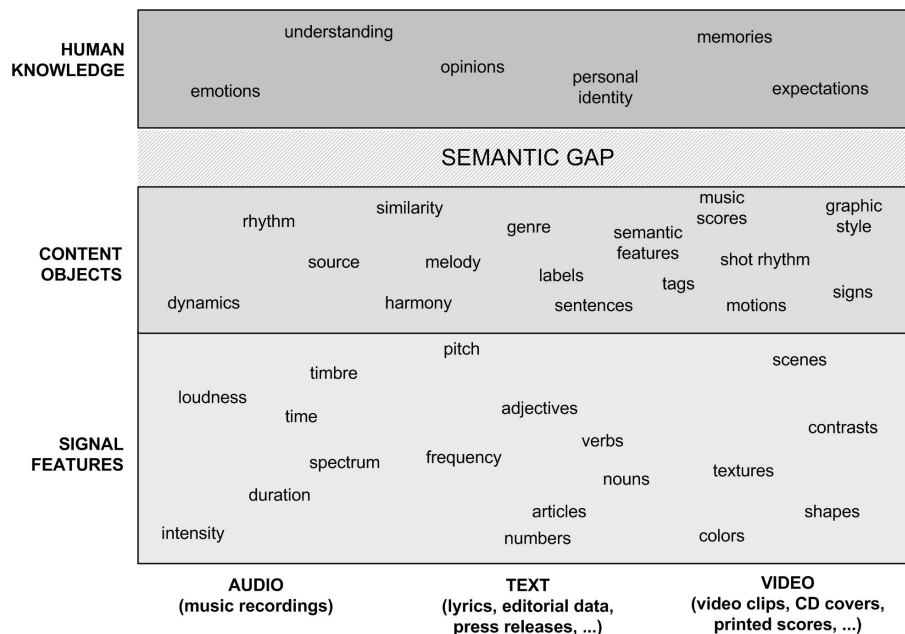 HUMAN
KNOWLEDGE
understanding
memories
opinions
emotions
personal
identity
expectations
SEMANTIC GAP
CONTENT
OBJECTS
rhythm
similarity
genre
semantic
features
music
scores
graphic
style
source
melody
labels
tags
shot rhythm
signs
dynamics
harmony
sentences
motions
SIGNAL
FEATURES
pitch
timbre
scenes
loudness
time
adjectives
contrasts
verbs
spectrum
frequency
nouns
textures
duration
articles
shapes
intensity
numbers
colors
AUDIO
(music recordings)
TEXT
(lyrics, editorial data,
press releases, ...)
VIDEO
(video clips, CD covers,
printed scores, ...)